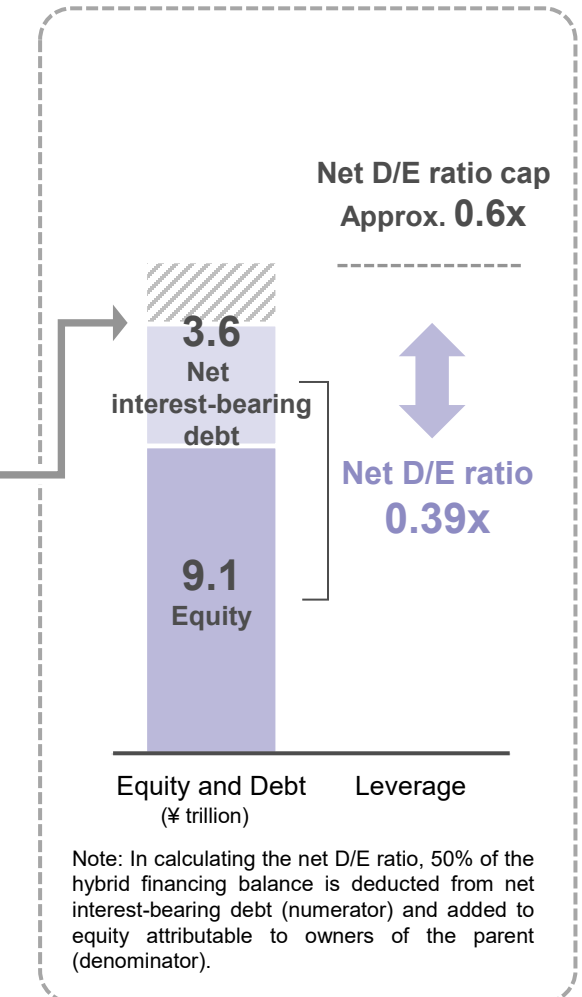 Net D/E ratio cap
Approx. 0.6x
3.6
Net
interest-bearing
debt
Net D/E ratio
0.39x
9.1
Equity
Equity and Debt
(¥ trillion)
Leverage
Note: In calculating the net D/E ratio, 50% of the
hybrid financing balance is deducted from net
interest-bearing debt (numerator) and added to
equity attributable to owners of the parent
(denominator).